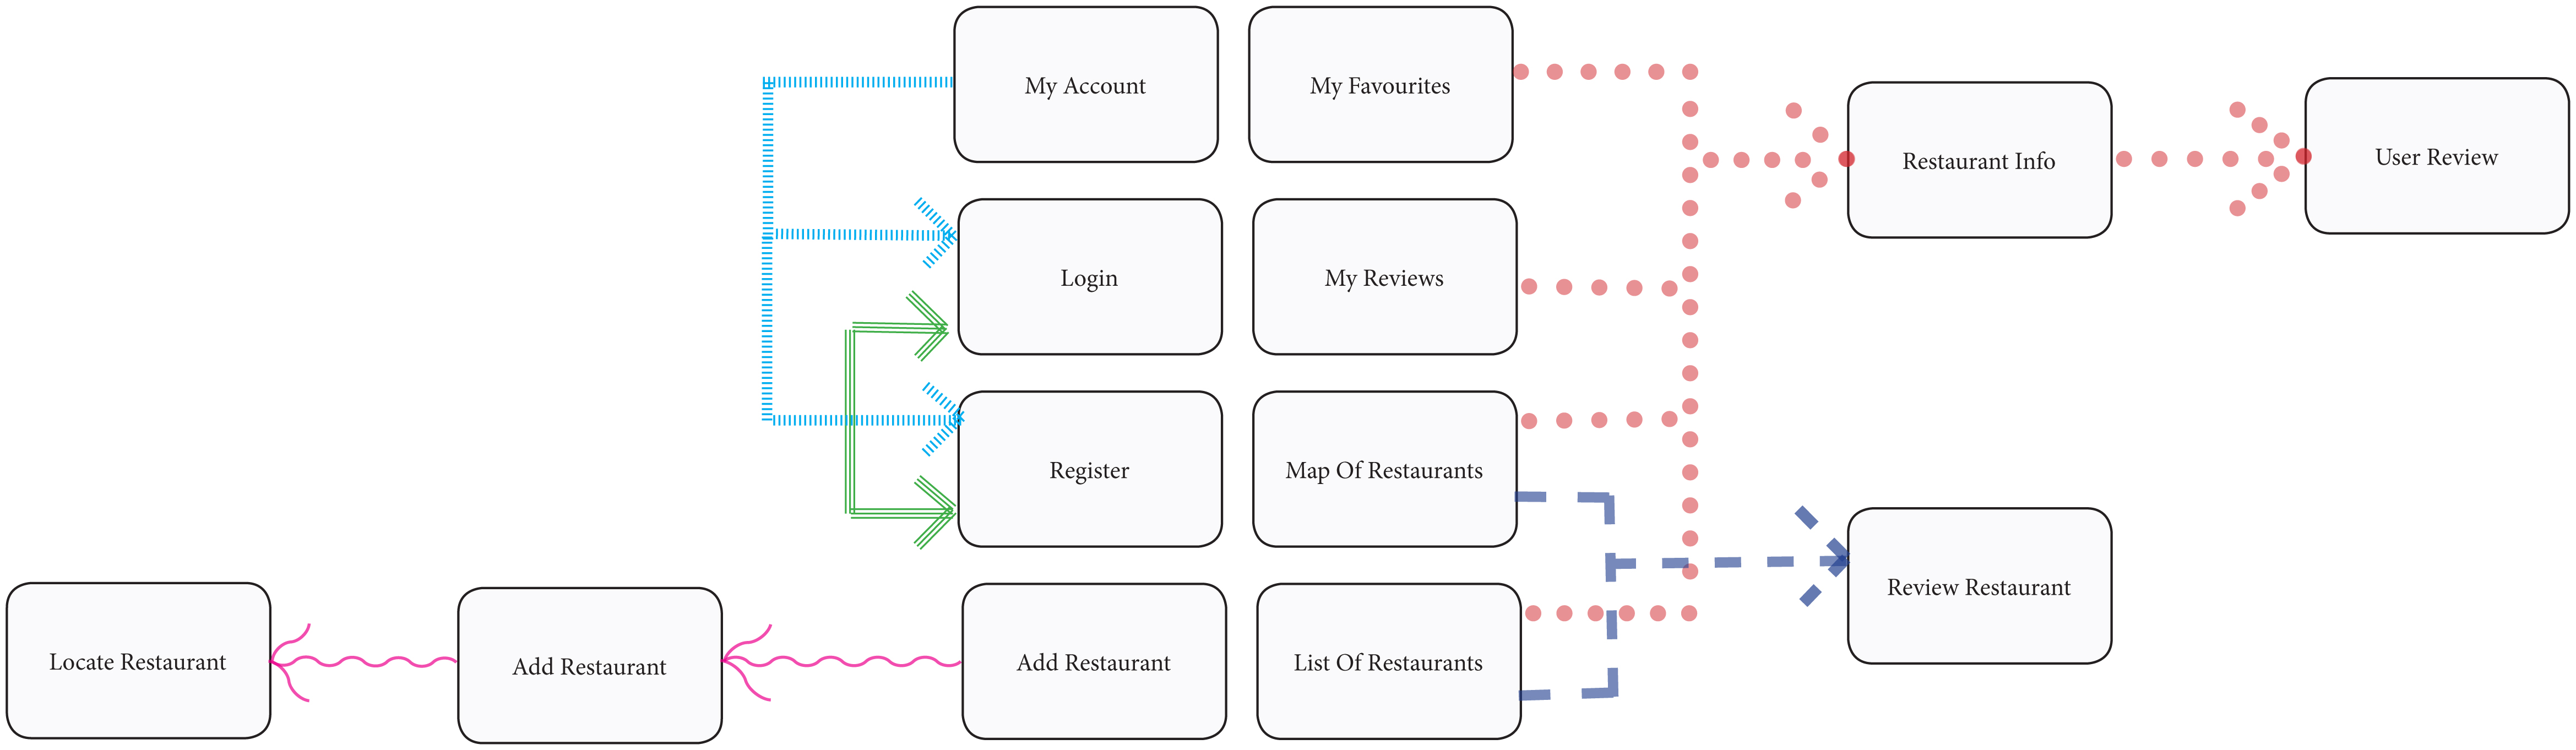 My Account
My Favourites
Restaurant Info
User Review
Login
My Reviews
Register
Map Of Restaurants
Review Restaurant
Locate Restaurant
Add Restaurant
Add Restaurant
List Of Restaurants